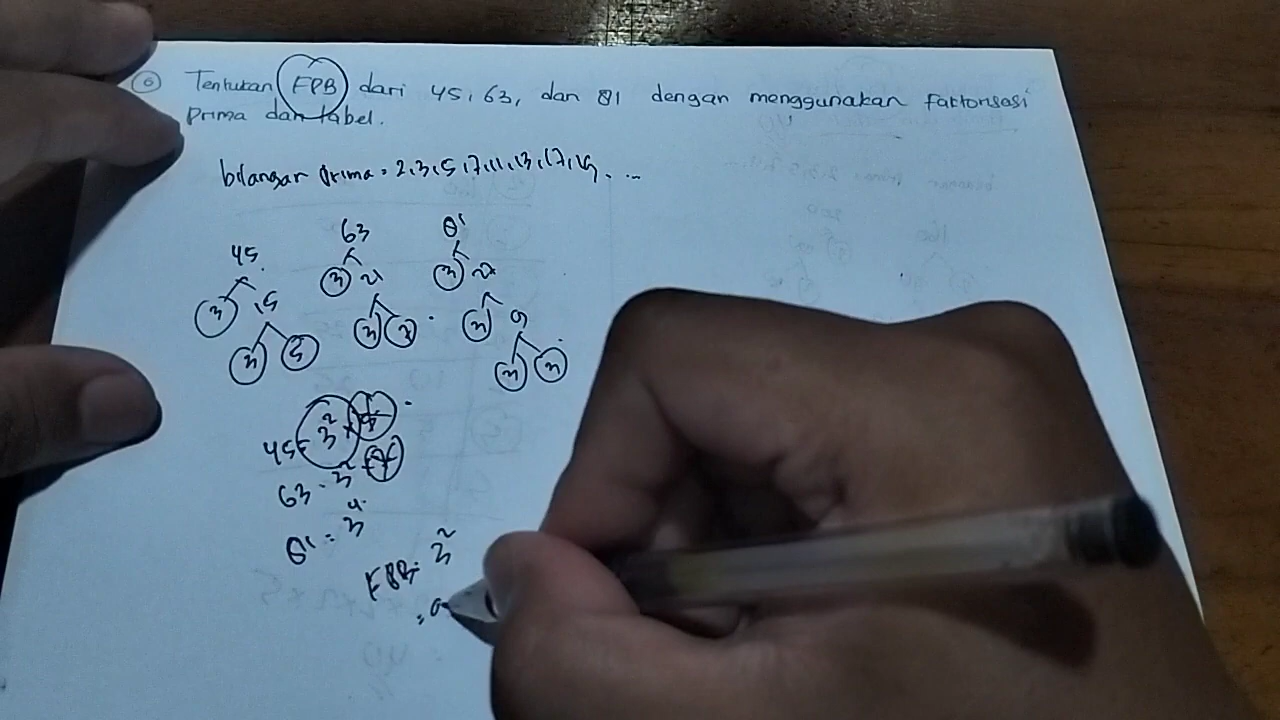 6 Tentukan FPB dari 45, 63, dan 81 dengan menggunakan faktorisasi
prima dan tabel.
bilangan prima = 2, 3, 5, 7, 11, 13, 17, 19, ...
45
3 15
3 5
63
3 21
3 7
81
3 27
3 9
3 3
45 = 3² × 5
63 = 3² × 7
81 = 3⁴
FPB = 3²
= 9